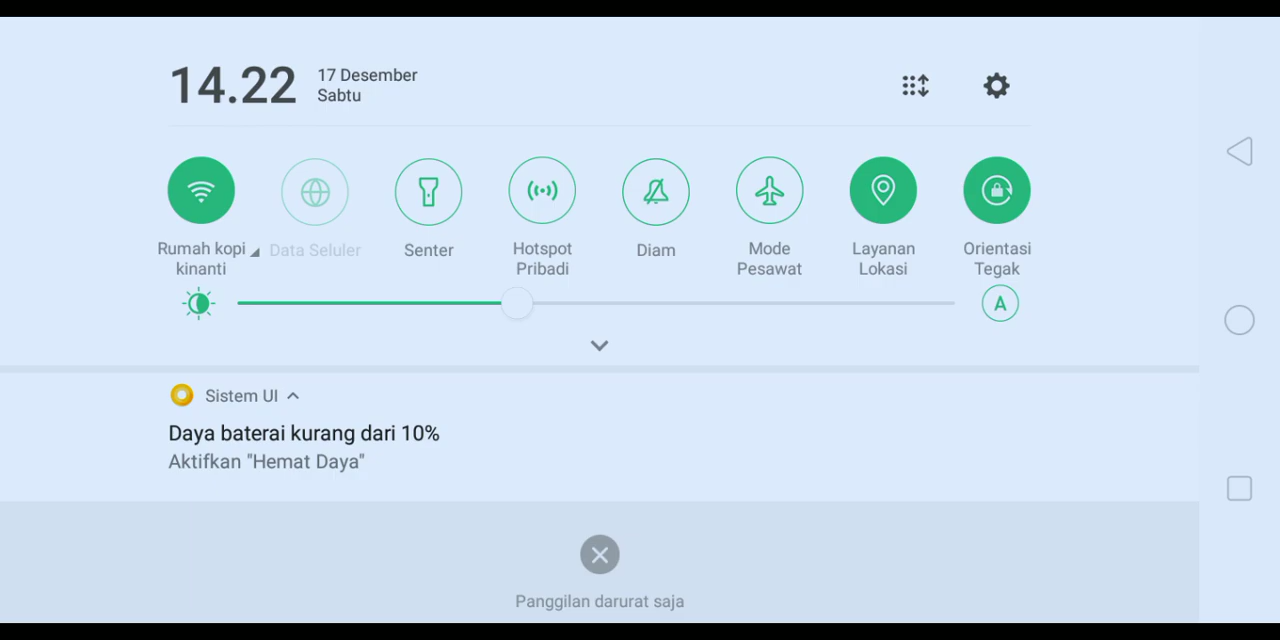 14.22
17 Desember
Sabtu
Rumah kopi
kinanti
Data Seluler
Senter
Hotspot
Pribadi
Diam
Mode
Pesawat
Layanan
Lokasi
Orientasi
Tegak
A
Sistem UI
Daya baterai kurang dari 10%
Aktifkan "Hemat Daya"
Panggilan darurat saja